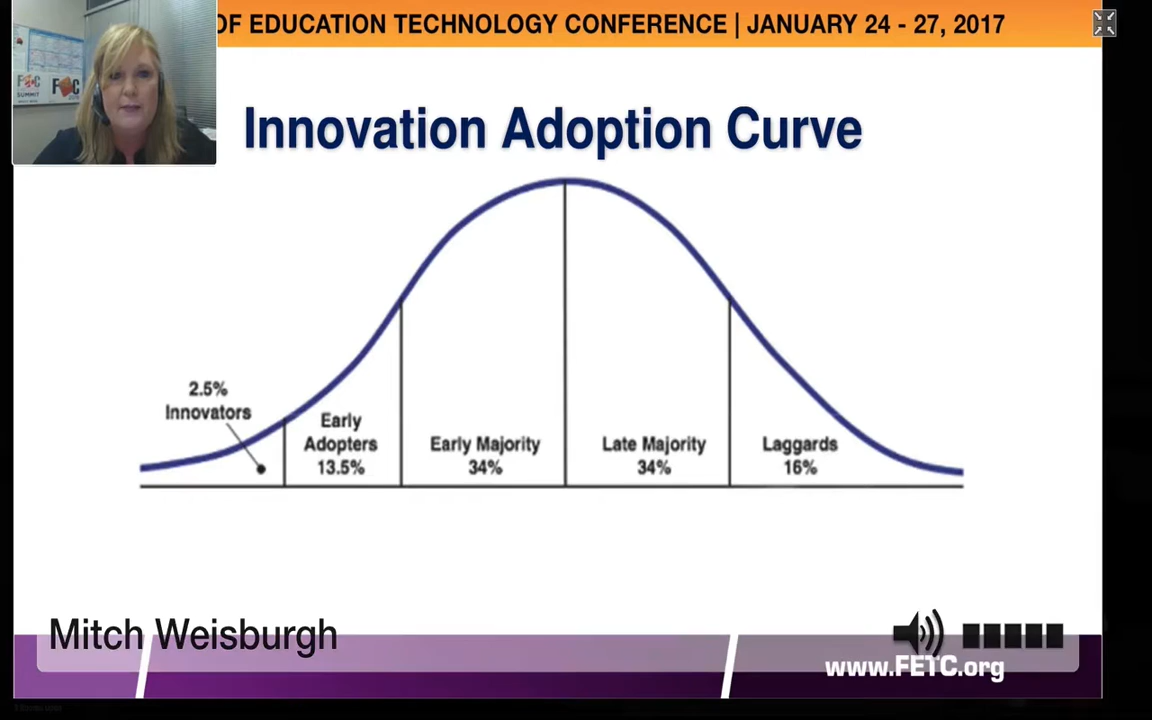 OF EDUCATION TECHNOLOGY CONFERENCE | JANUARY 24 - 27, 2017
SUMMIT
Innovation Adoption Curve
2.5%
Innovators
Early
Adopters
13.5%
Early Majority
34%
Late Majority
34%
Laggards
16%
Mitch Weisburgh
www.FETC.org